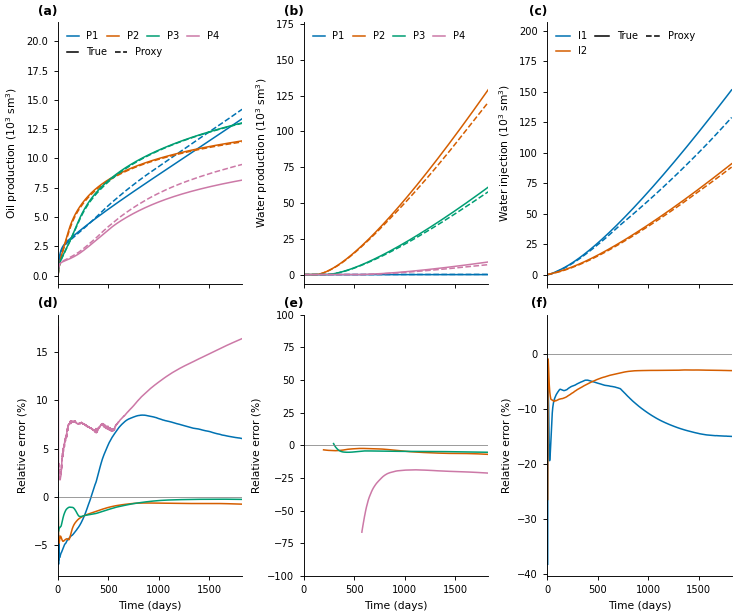 (a) (b) (c)
P1 P2 P3 P4
True Proxy
P1 P2 P3 P4
I1 True Proxy
I2
Oil production (10³ sm³)
20.0
17.5
15.0
12.5
10.0
7.5
5.0
2.5
0.0
Water production (10³ sm³)
175
150
125
100
75
50
25
0
Water injection (10³ sm³)
200
175
150
125
100
75
50
25
0
(d) (e) (f)
Relative error (%)
15
10
5
0
−5
0 500 1000 1500
Time (days)
Relative error (%)
100
75
50
25
0
−25
−50
−75
−100
0 500 1000 1500
Time (days)
Relative error (%)
0
−10
−20
−30
−40
0 500 1000 1500
Time (days)